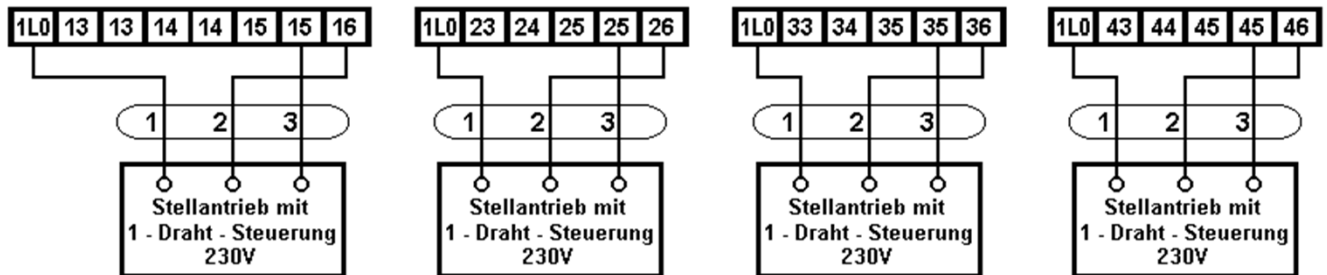 1L0 13 13 14 14 15 15 16 1L0 23 24 25 25 26 1L0 33 34 35 35 36 1L0 43 44 45 45 46
1 2 3 1 2 3 1 2 3 1 2 3
Stellantrieb mit Stellantrieb mit Stellantrieb mit Stellantrieb mit
1 - Draht - Steuerung 1 - Draht - Steuerung 1 - Draht - Steuerung 1 - Draht - Steuerung
230V 230V 230V 230V